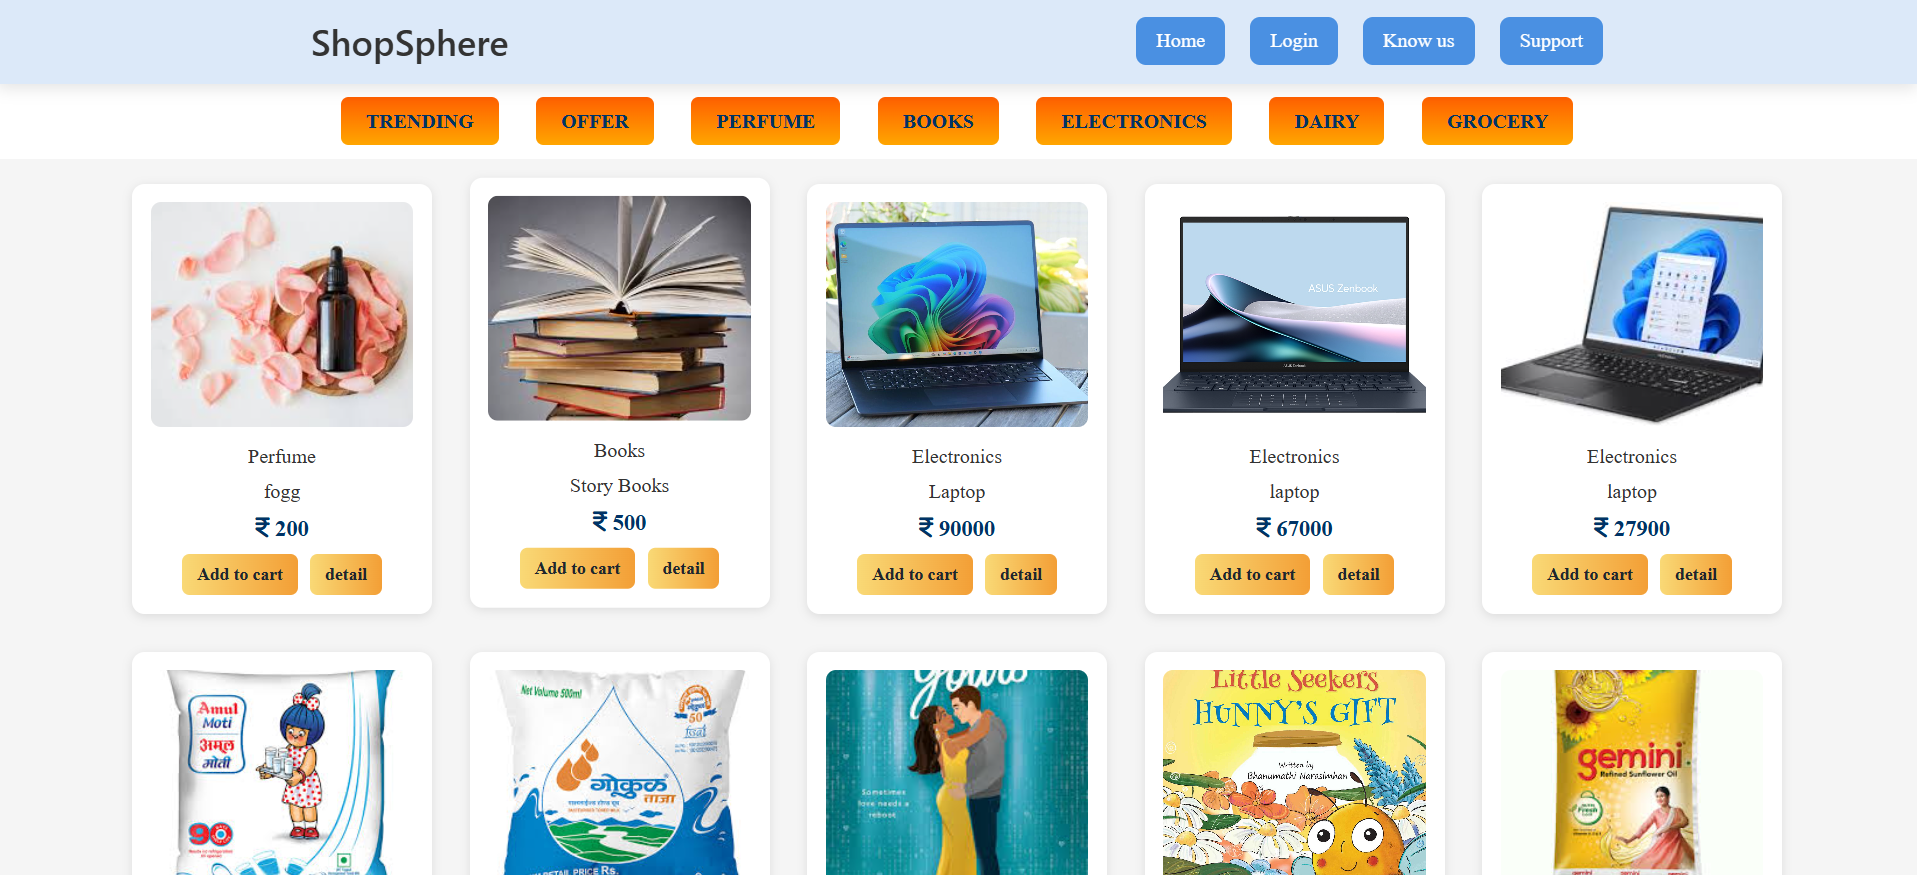 ShopSphere
Home
Login
Know us
Support
TRENDING
OFFER
PERFUME
BOOKS
ELECTRONICS
DAIRY
GROCERY
Perfume
fogg
₹ 200
Add to cart
detail
Books
Story Books
₹ 500
Add to cart
detail
ASUS Zenbook
Electronics
Laptop
₹ 90000
Add to cart
detail
Electronics
laptop
₹ 67000
Add to cart
detail
Electronics
laptop
₹ 27900
Add to cart
detail
Amul
Moti
अमूल
मोती
90
Net Volume 500ml
50
गोकुळ
ताजा
RETAIL PRICE Rs.
Yours
Sometimes
love needs a
reboot
Little Seekers
HUNNY'S GIFT
Written by
Bhanumathi Narasimhan
gemini
Refined Sunflower Oil
Fresh